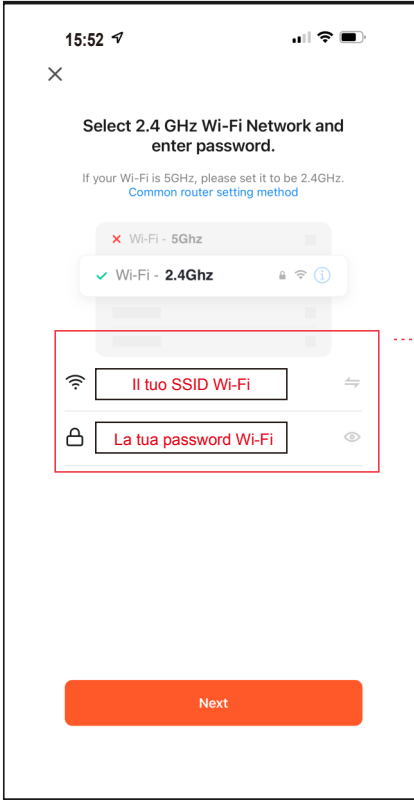 15:52
Select 2.4 GHz Wi-Fi Network and
enter password.
If your Wi-Fi is 5GHz, please set it to be 2.4GHz.
Common router setting method
Wi-Fi - 5Ghz
Wi-Fi - 2.4Ghz
Il tuo SSID Wi-Fi
La tua password Wi-Fi
Next